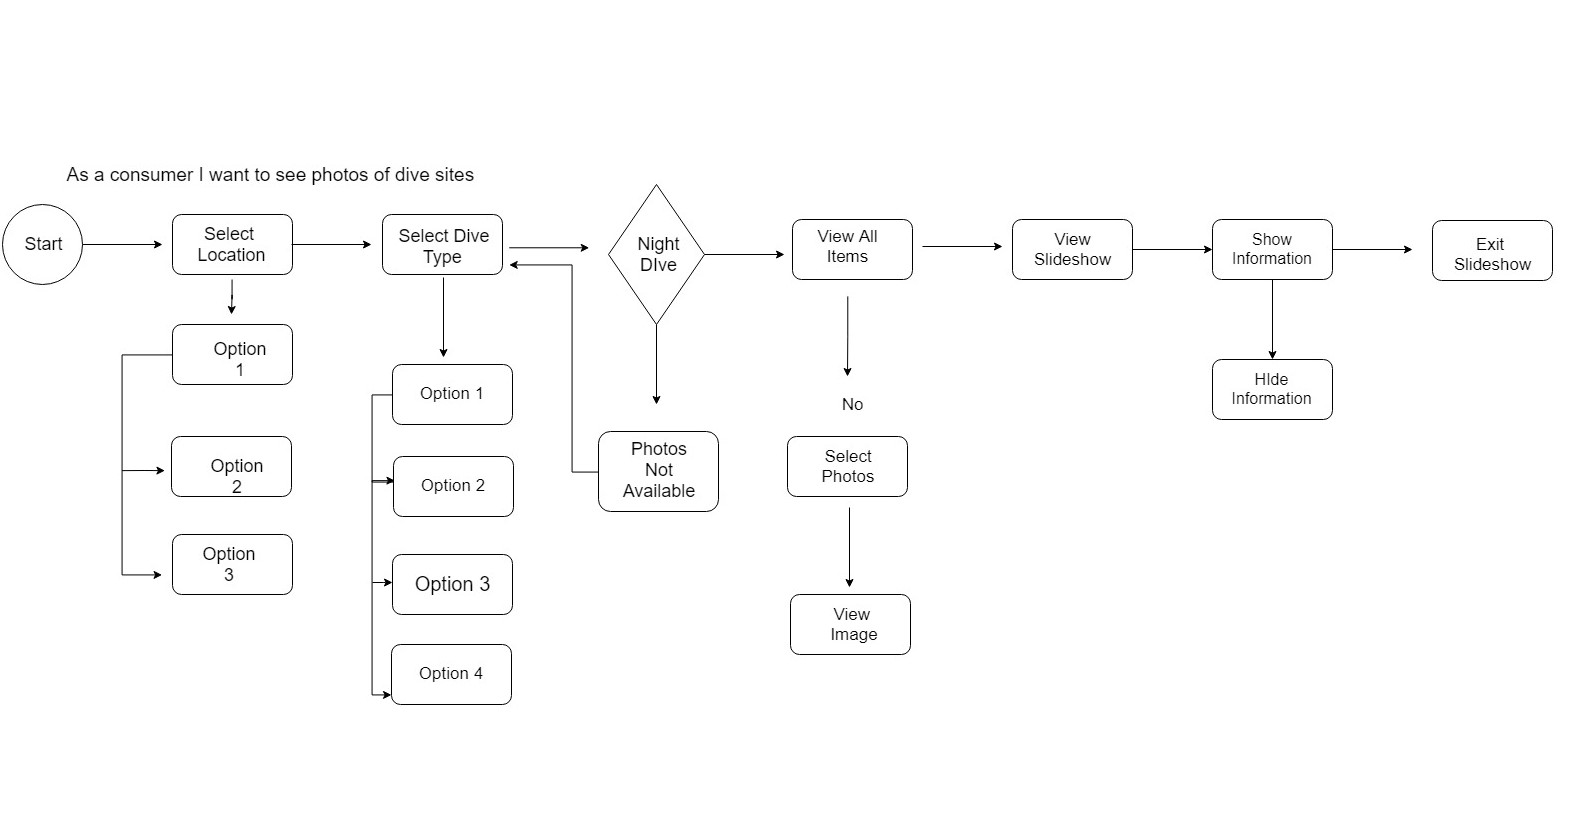 As a consumer I want to see photos of dive sites
Start
Select
Location
Select Dive
Type
Night
DIve
View All
Items
View
Slideshow
Show
Information
Exit
Slideshow
Option
1
Option
2
Option
3
Option 1
Option 2
Option 3
Option 4
Photos
Not
Available
No
Select
Photos
View
Image
HIde
Information